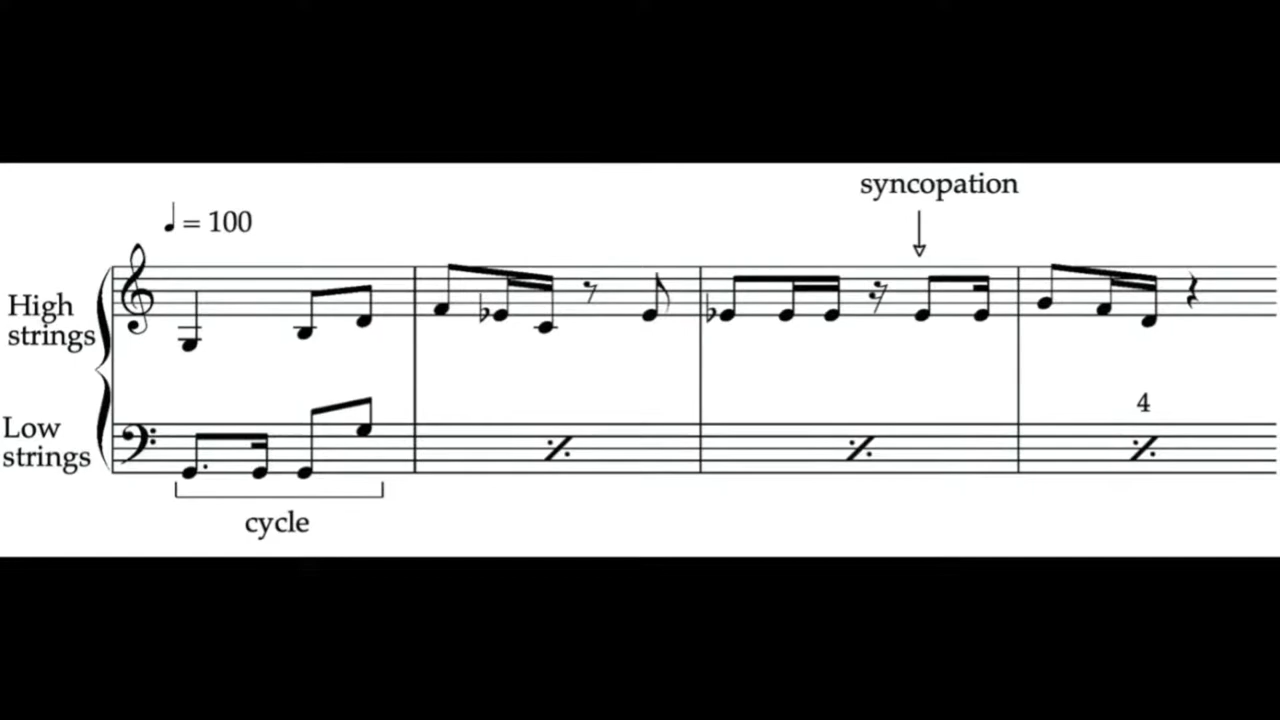 syncopation
♩ = 100
High
strings
4
Low
strings
cycle